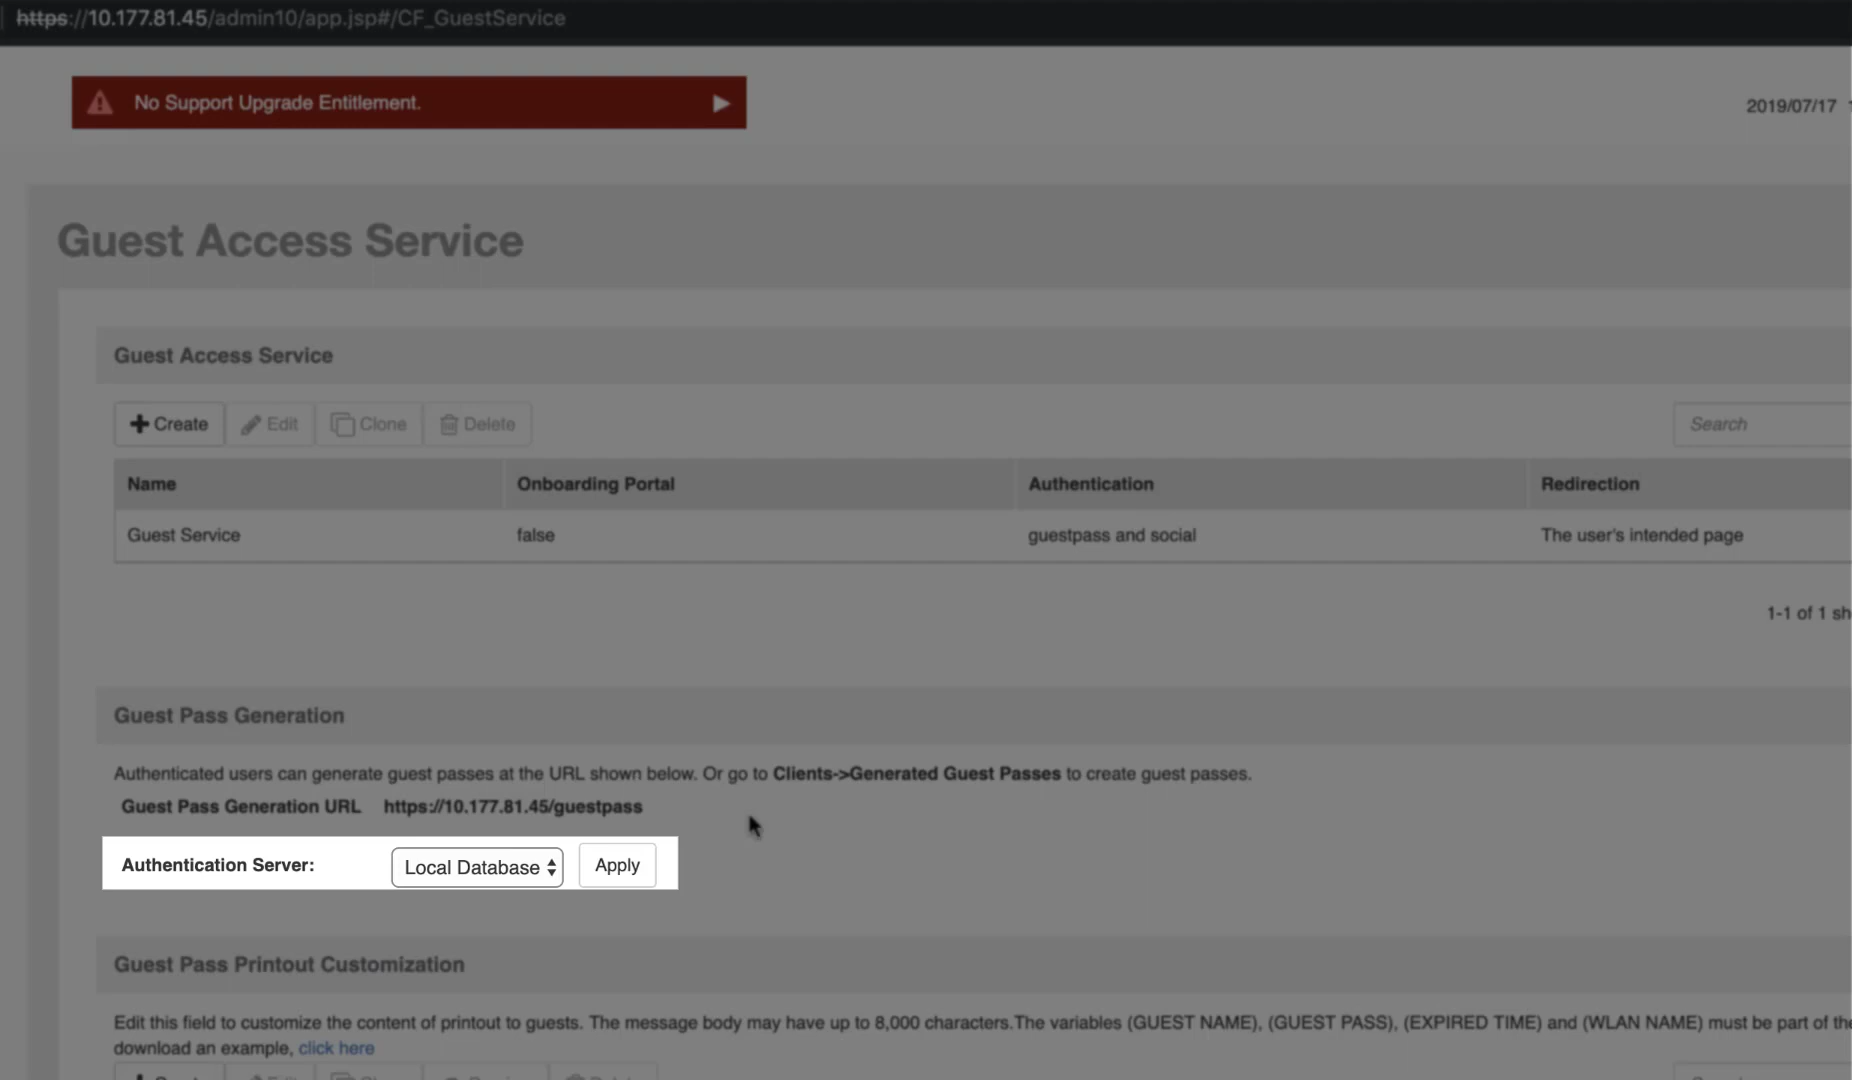 https://10.177.81.45/admin10/app.jsp#/CF_GuestService
No Support Upgrade Entitlement.
2019/07/17
Guest Access Service
Guest Access Service
Create Edit Clone Delete Search
Name Onboarding Portal Authentication Redirection
Guest Service false guestpass and social The user's intended page
1-1 of 1 sh
Guest Pass Generation
Authenticated users can generate guest passes at the URL shown below. Or go to Clients->Generated Guest Passes to create guest passes.
Guest Pass Generation URL https://10.177.81.45/guestpass
Authentication Server: Local Database Apply
Guest Pass Printout Customization
Edit this field to customize the content of printout to guests. The message body may have up to 8,000 characters.The variables (GUEST NAME), (GUEST PASS), (EXPIRED TIME) and (WLAN NAME) must be part of the
download an example, click here